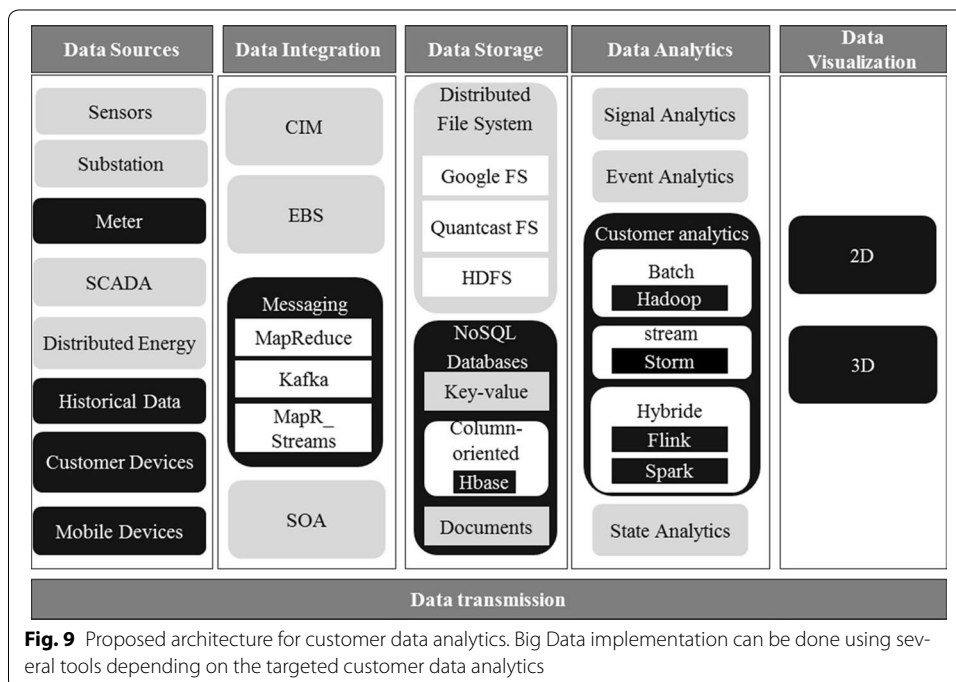 Data Sources
Data Integration
Data Storage
Data Analytics
Data
Visualization
Sensors
Substation
Meter
SCADA
Distributed Energy
Historical Data
Customer Devices
Mobile Devices
CIM
EBS
Messaging
MapReduce
Kafka
MapR_
Streams
SOA
Distributed
File System
Google FS
Quantcast FS
HDFS
NoSQL
Databases
Key-value
Column-
oriented
Hbase
Documents
Signal Analytics
Event Analytics
Customer analytics
Batch
Hadoop
stream
Storm
Hybride
Flink
Spark
State Analytics
2D
3D
Data transmission
Fig. 9 Proposed architecture for customer data analytics. Big Data implementation can be done using sev-
eral tools depending on the targeted customer data analytics